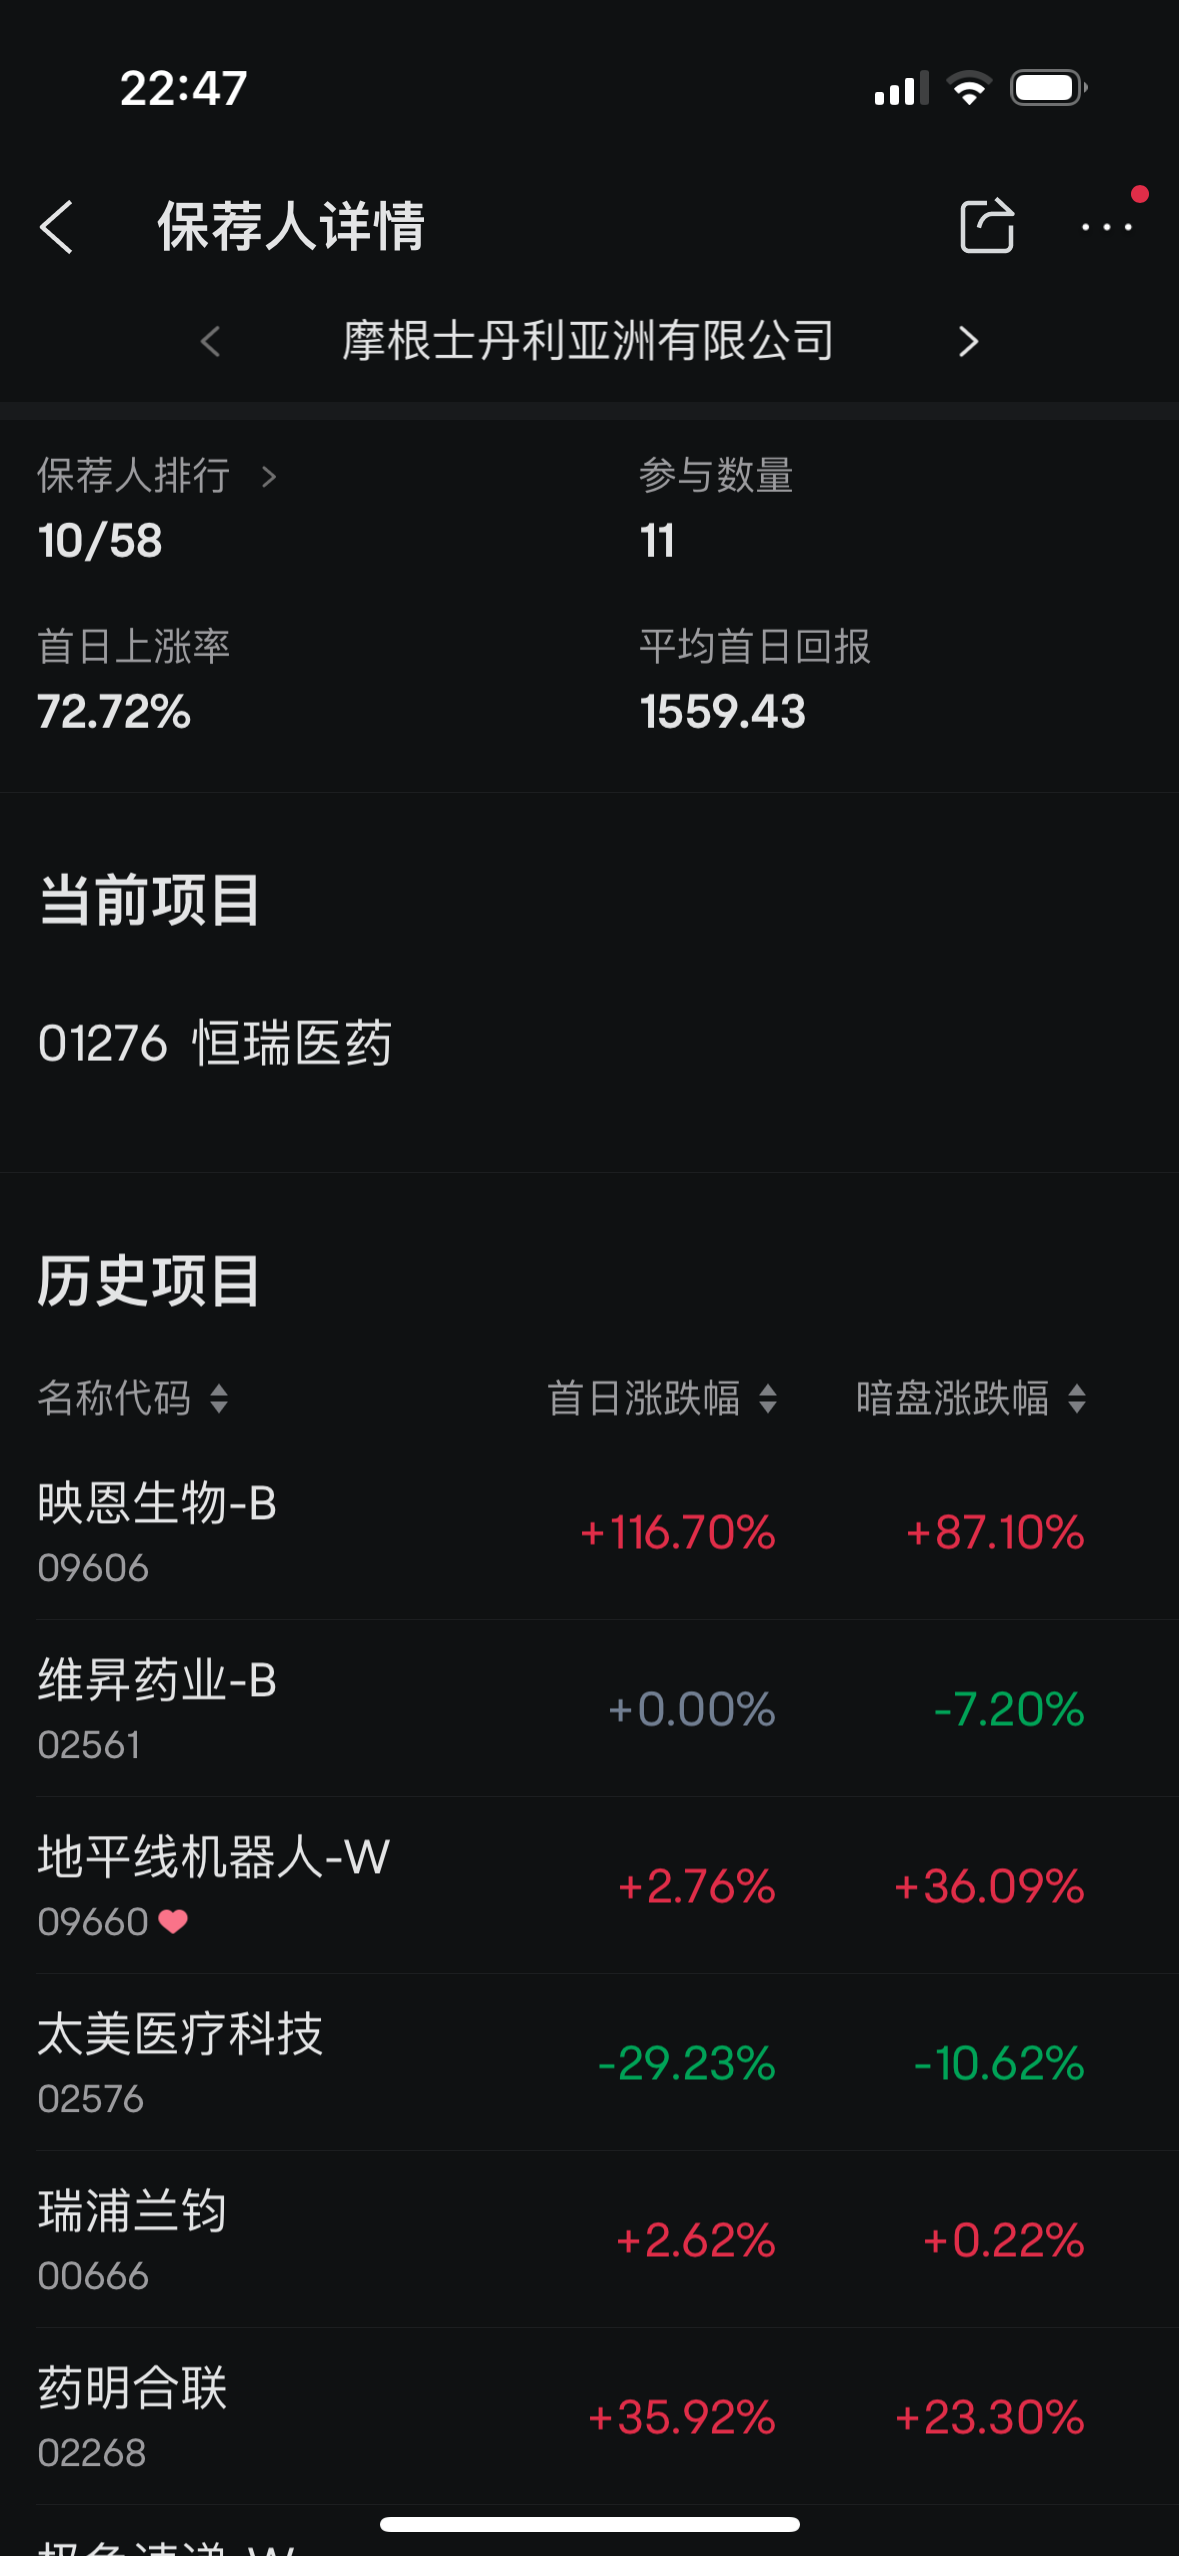 22:47
保荐人详情
摩根士丹利亚洲有限公司
保荐人排行 参与数量
10/58 11
首日上涨率 平均首日回报
72.72% 1559.43
当前项目
01276 恒瑞医药
历史项目
名称代码 首日涨跌幅 暗盘涨跌幅
映恩生物-B
09606 +116.70% +87.10%
维昇药业-B
02561 +0.00% -7.20%
地平线机器人-W
09660 +2.76% +36.09%
太美医疗科技
02576 -29.23% -10.62%
瑞浦兰钧
00666 +2.62% +0.22%
药明合联
02268 +35.92% +23.30%